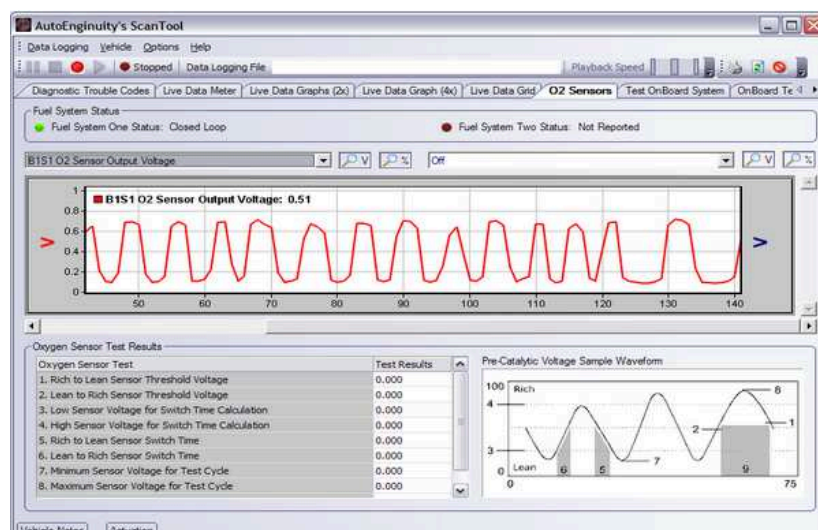 AutoEnginuity's ScanTool
Data Logging Vehicle Options Help
Stopped Data Logging File Playback Speed
Diagnostic Trouble Codes Live Data Meter Live Data Graphs (2x) Live Data Graph (4x) Live Data Grid O2 Sensors Test OnBoard System OnBoard Te
Fuel System Status
Fuel System One Status: Closed Loop Fuel System Two Status: Not Reported
B1S1 O2 Sensor Output Voltage V % Off V %
B1S1 O2 Sensor Output Voltage: 0.51
1
0.8
0.6
0.4
0.2
0
50 60 70 80 90 100 110 120 130 140
Oxygen Sensor Test Results
Oxygen Sensor Test Test Results
1. Rich to Lean Sensor Threshold Voltage 0.000
2. Lean to Rich Sensor Threshold Voltage 0.000
3. Low Sensor Voltage for Switch Time Calculation 0.000
4. High Sensor Voltage for Switch Time Calculation 0.000
5. Rich to Lean Sensor Switch Time 0.000
6. Lean to Rich Sensor Switch Time 0.000
7. Minimum Sensor Voltage for Test Cycle 0.000
8. Maximum Sensor Voltage for Test Cycle 0.000
Pre-Catalytic Voltage Sample Waveform
100 Rich 8
4
2 1
3
0 Lean 6 5 7 9
0 75
Vehicle Notes Actuation